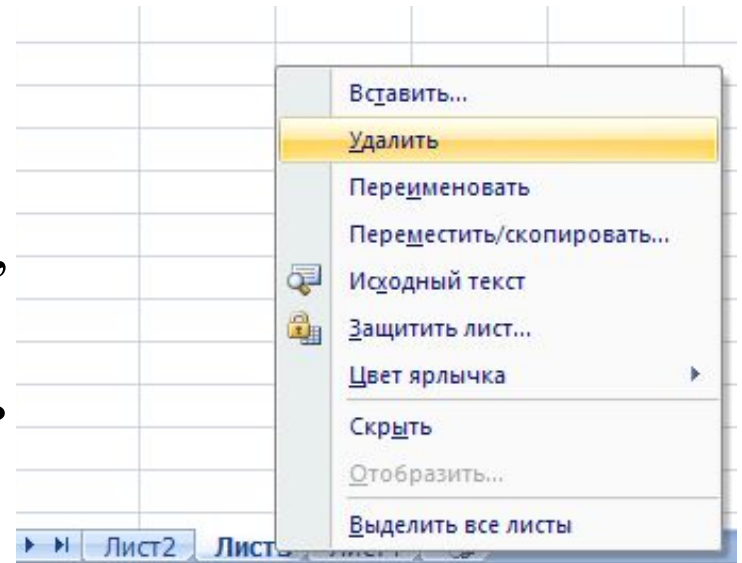 Вставить...
Удалить
Переименовать
Переместить/скопировать...
Исходный текст
Защитить лист...
Цвет ярлычка
Скрыть
Отобразить...
Выделить все листы
Лист2